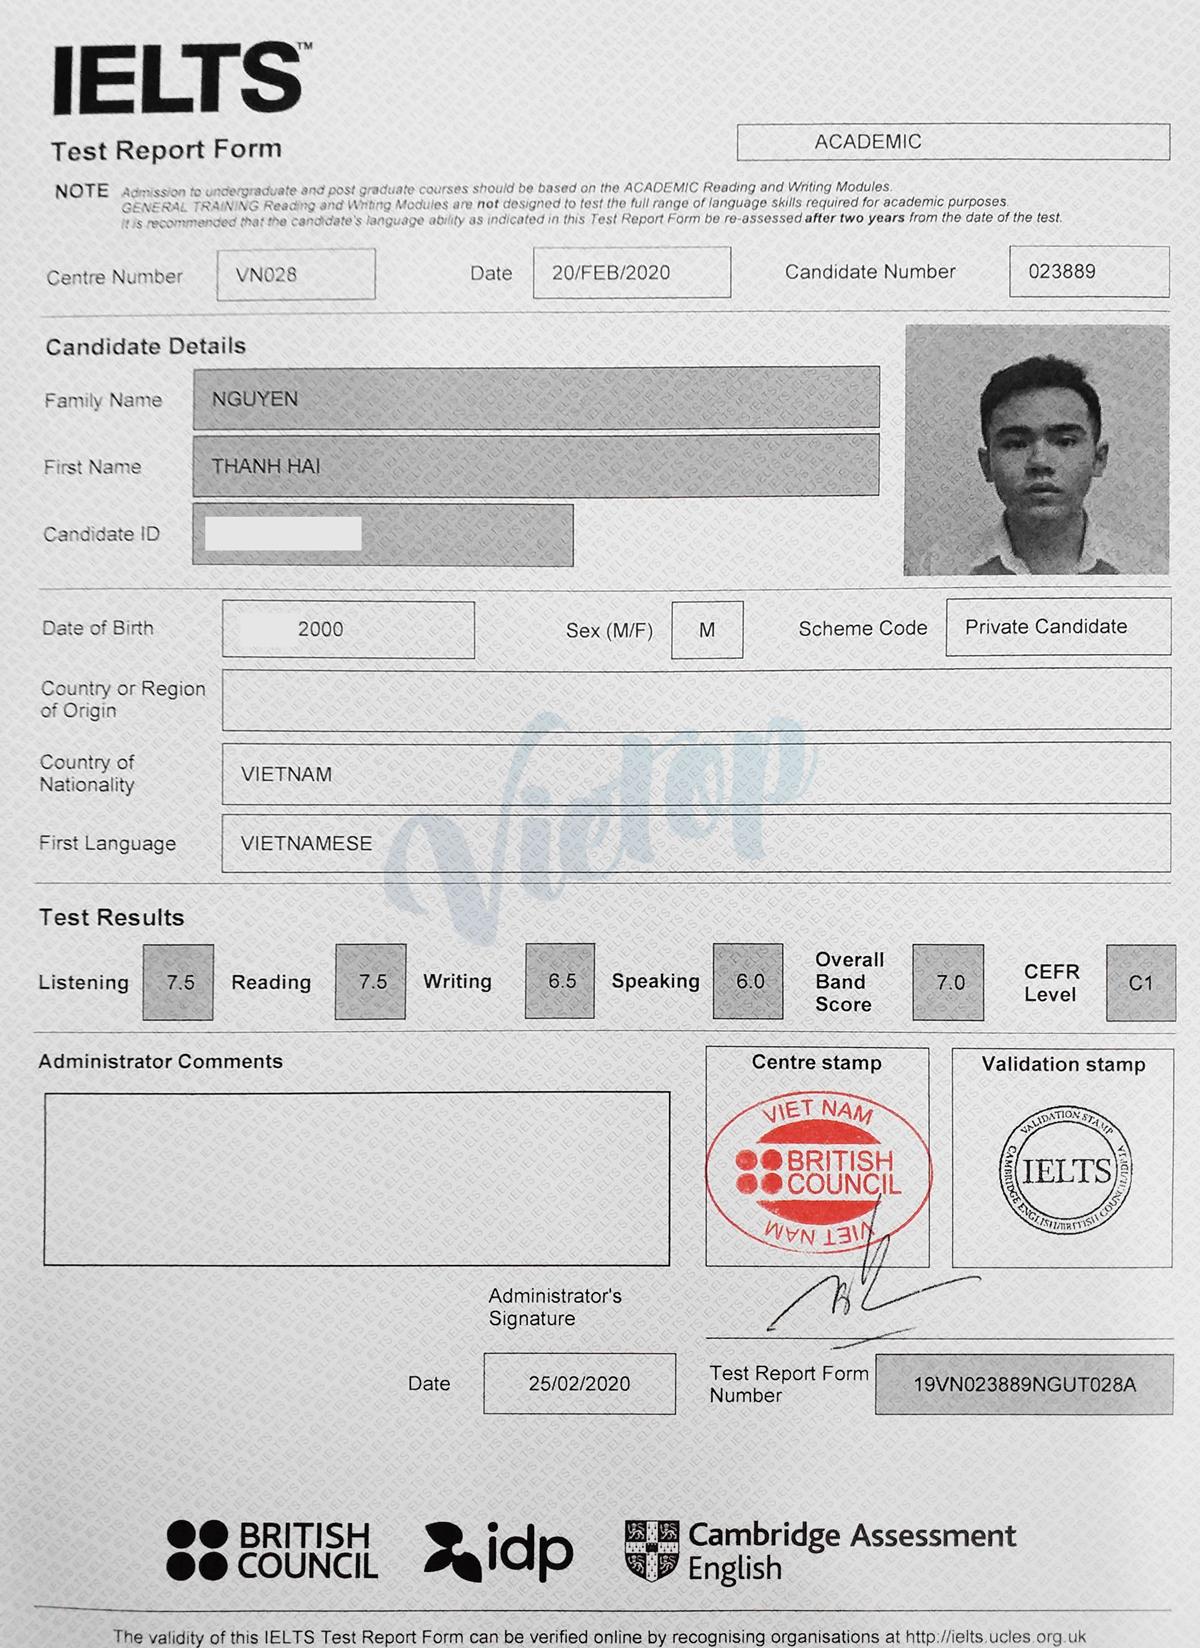 IELTS™
Test Report Form
ACADEMIC
NOTE Admission to undergraduate and post graduate courses should be based on the ACADEMIC Reading and Writing Modules.
GENERAL TRAINING Reading and Writing Modules are not designed to test the full range of language skills required for academic purposes.
It is recommended that the candidate's language ability as indicated in this Test Report Form be re-assessed after two years from the date of the test.
Centre Number VN028 Date 20/FEB/2020 Candidate Number 023889
Candidate Details
Family Name NGUYEN
First Name THANH HAI
Candidate ID
Date of Birth 2000 Sex (M/F) M Scheme Code Private Candidate
Country or Region
of Origin
Country of
Nationality VIETNAM
First Language VIETNAMESE
Vietop
Test Results
Listening 7.5 Reading 7.5 Writing 6.5 Speaking 6.0 Overall Band Score 7.0 CEFR Level C1
Administrator Comments
Centre stamp
VIET NAM
BRITISH
COUNCIL
VIET NAM
Validation stamp
VALIDATION STAMP
IELTS
CAMBRIDGE ENGLISH/BRITISH COUNCIL/IDP:IA
Administrator's
Signature
Date 25/02/2020
Test Report Form
Number 19VN023889NGUT028A
BRITISH
COUNCIL
idp
Cambridge Assessment
English
The validity of this IELTS Test Report Form can be verified online by recognising organisations at http://ielts.ucles.org.uk